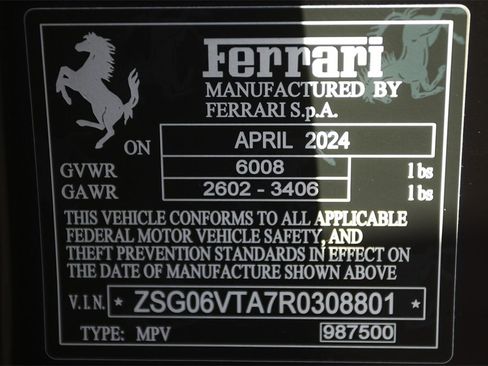 Ferrari
MANUFACTURED BY
FERRARI S.p.A.
ON APRIL 2024
GVWR 6008 lbs
GAWR 2602 - 3406 lbs
THIS VEHICLE CONFORMS TO ALL APPLICABLE
FEDERAL MOTOR VEHICLE SAFETY, AND
THEFT PREVENTION STANDARDS IN EFFECT ON
THE DATE OF MANUFACTURE SHOWN ABOVE
V.I.N. * ZSG06VTA7R0308801 *
TYPE: MPV 987500